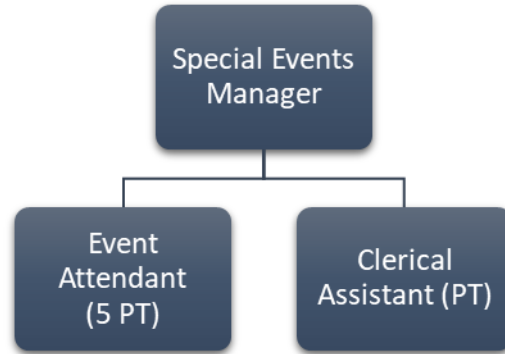 Special Events
Manager
Event
Attendant
(5 PT)
Clerical
Assistant (PT)